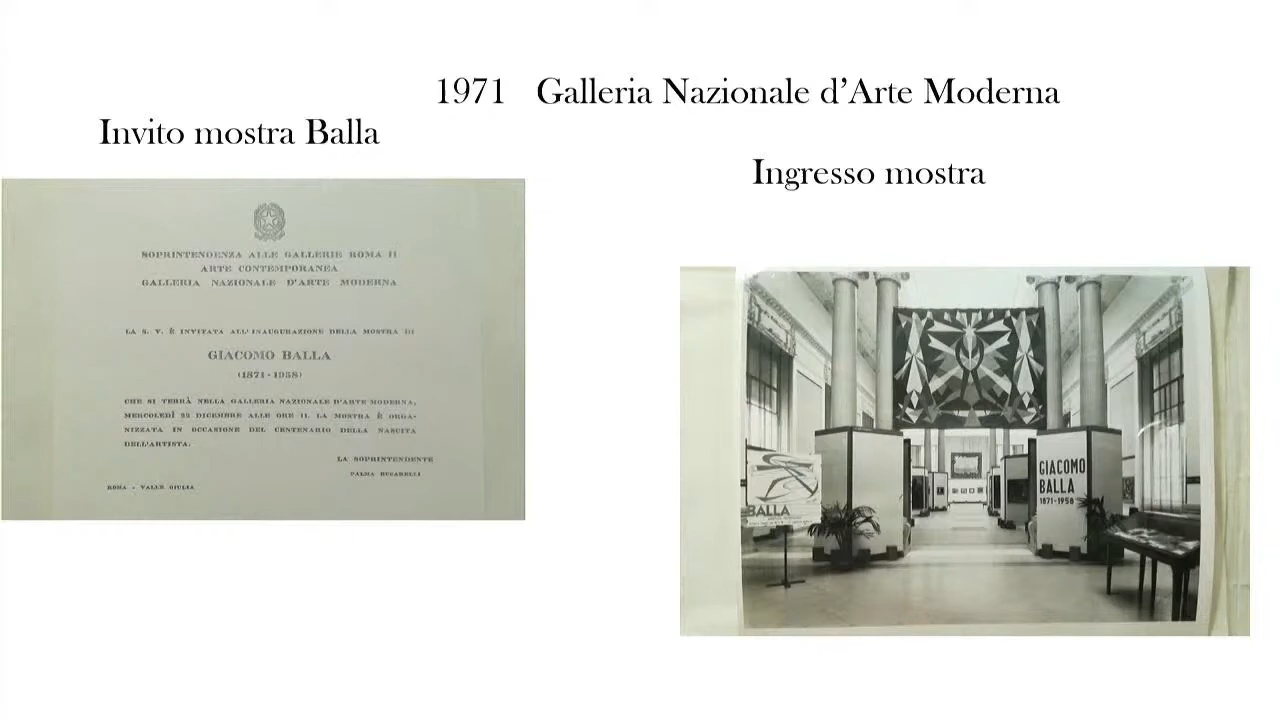 1971 Galleria Nazionale d’Arte Moderna
Invito mostra Balla
Ingresso mostra
SOPRINTENDENZA ALLE GALLERIE ROMA II
ARTE CONTEMPORANEA
GALLERIA NAZIONALE D'ARTE MODERNA
LA S. V. È INVITATA ALL'INAUGURAZIONE DELLA MOSTRA DI
GIACOMO BALLA
(1871-1958)
CHE SI TERRÀ NELLA GALLERIA NAZIONALE D'ARTE MODERNA,
MERCOLEDÌ 22 DICEMBRE ALLE ORE 11. LA MOSTRA È ORGA-
NIZZATA IN OCCASIONE DEL CENTENARIO DELLA NASCITA
DELL'ARTISTA.
LA SOPRINTENDENTE
PALMA BUCARELLI
ROMA - VALLE GIULIA
BALLA
GIACOMO
BALLA
1871-1958